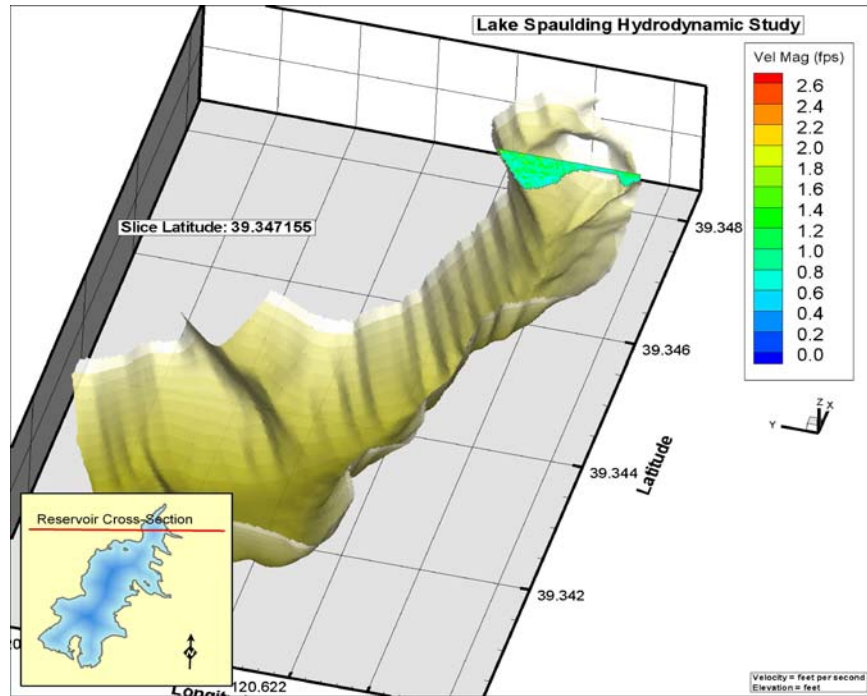 Lake Spaulding Hydrodynamic Study
Vel Mag (fps)
2.6
2.4
2.2
2.0
1.8
1.6
1.4
1.2
1.0
0.8
0.6
0.4
0.2
0.0
Slice Latitude: 39.347155
39.348
39.346
39.344
39.342
Latitude
Z
X
Y
Reservoir Cross-Section
N
120.622
Velocity = feet per second
Elevation = feet